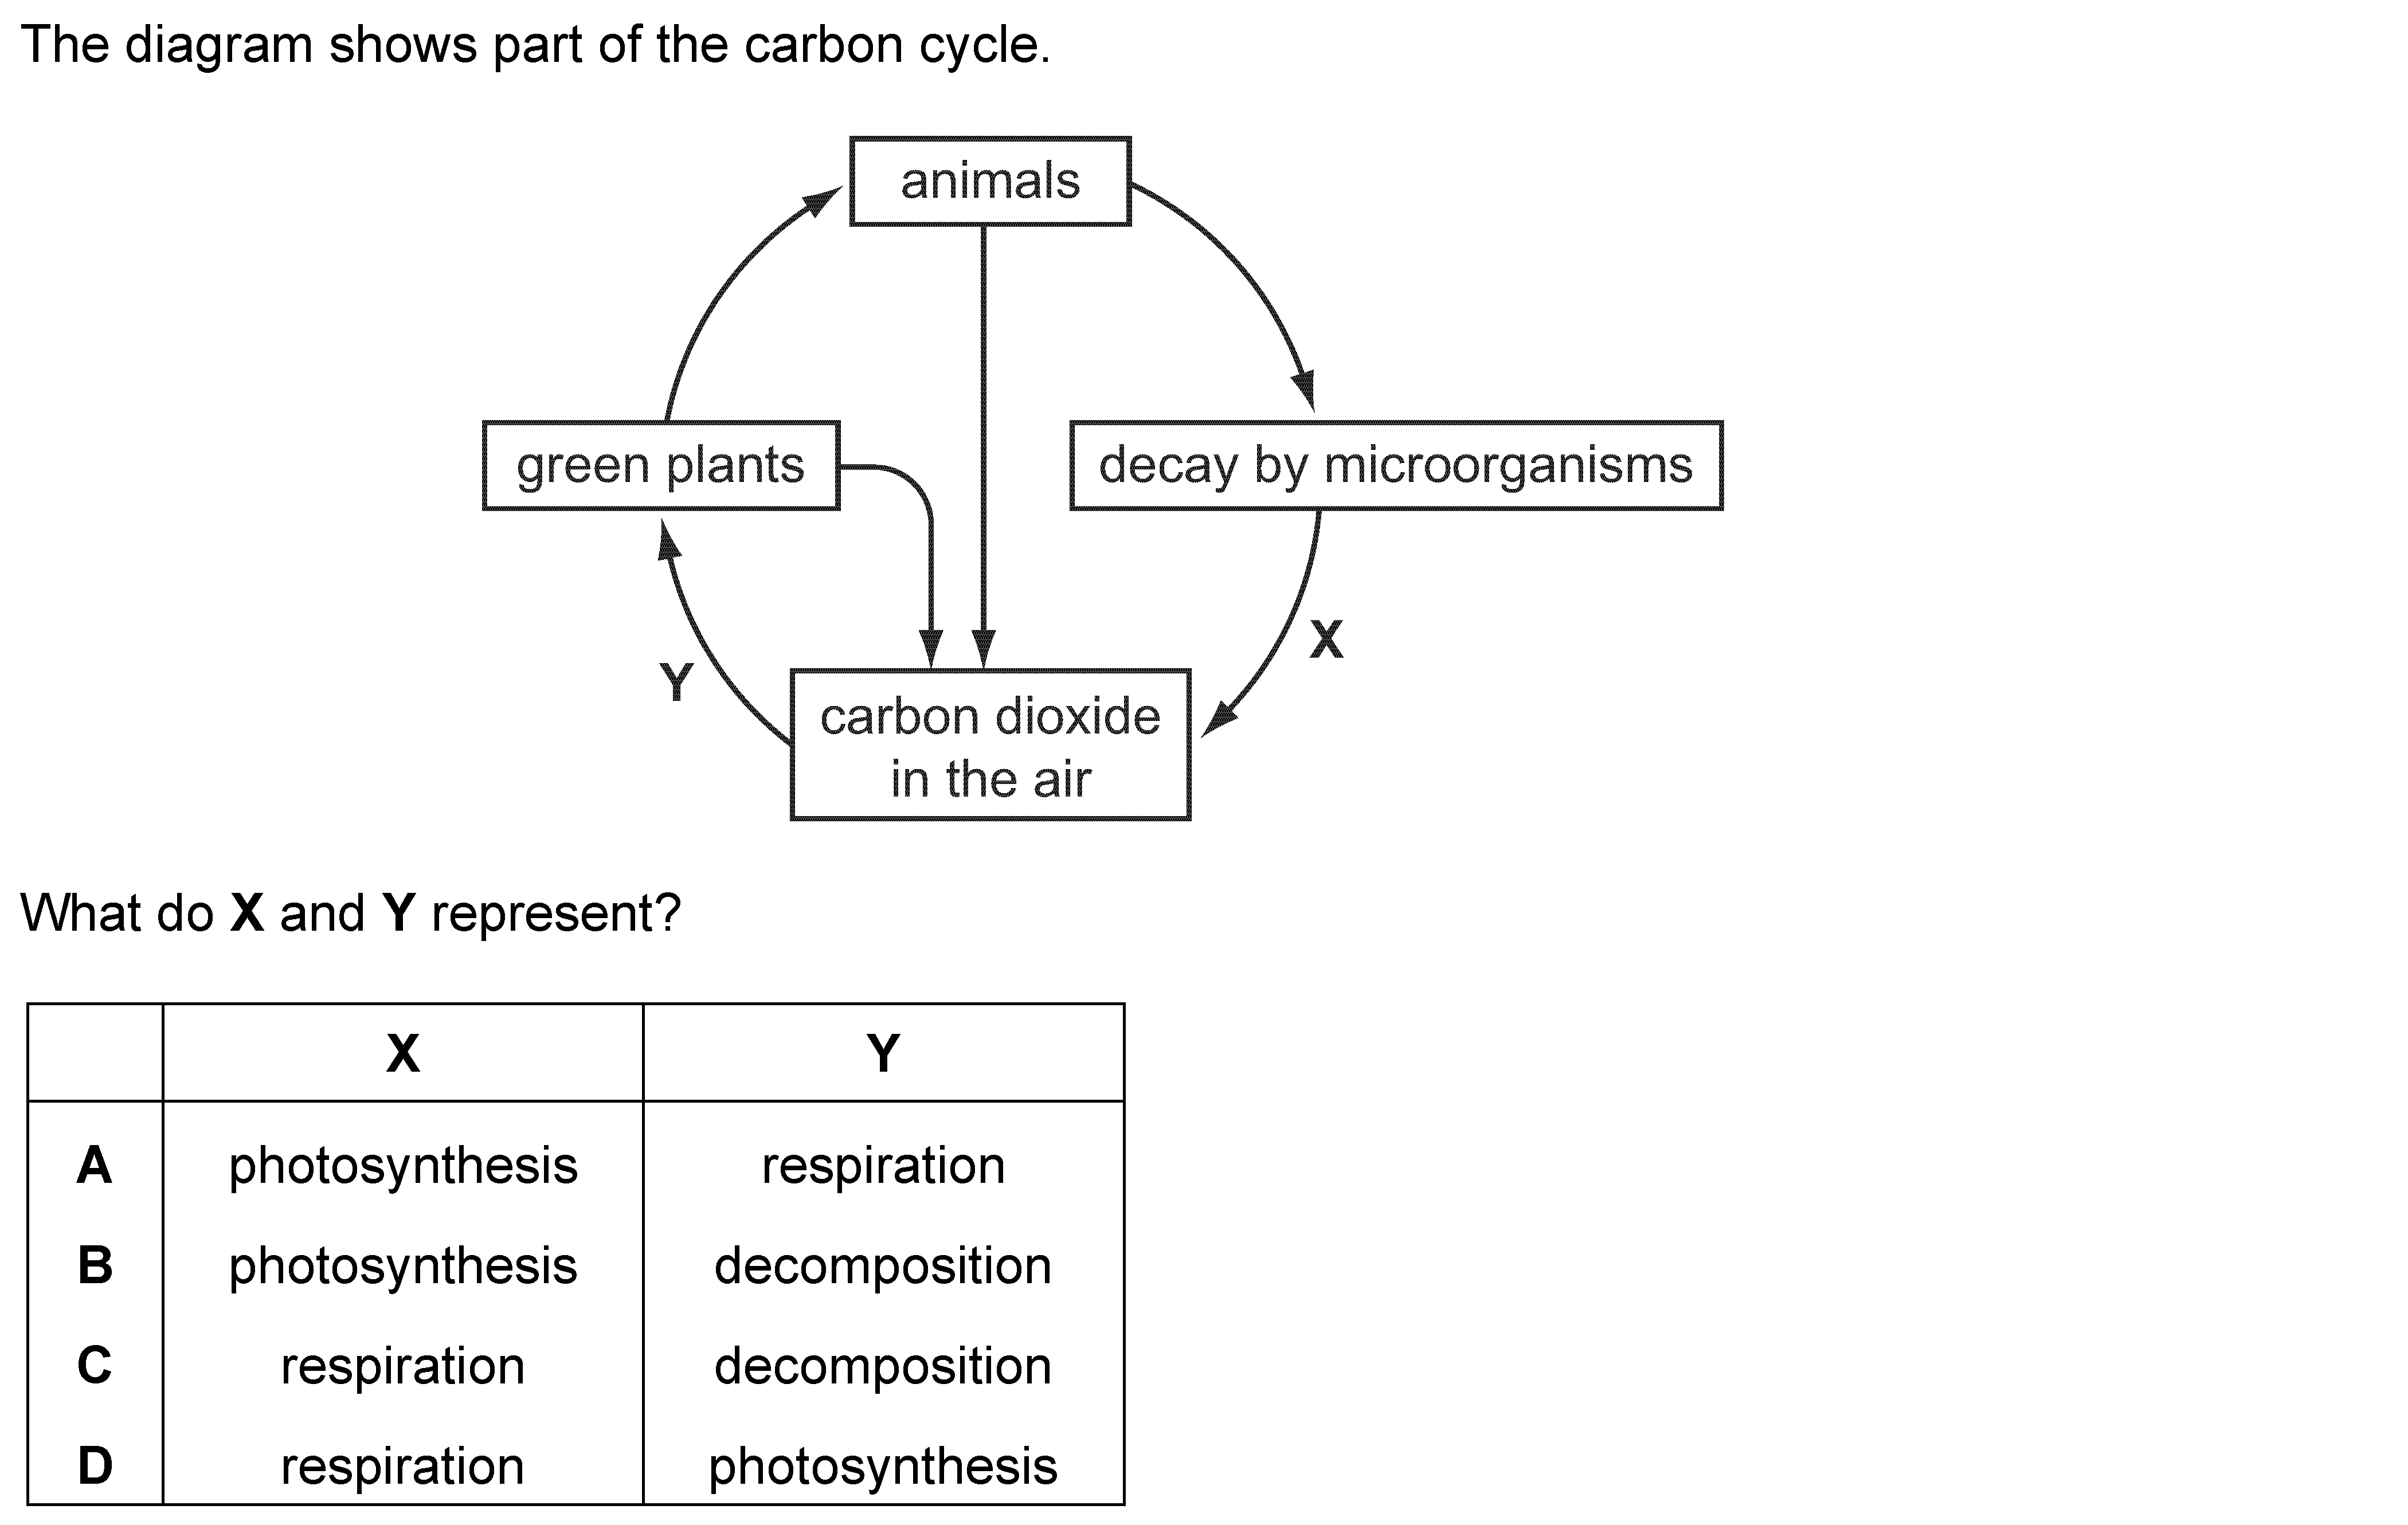 The diagram shows part of the carbon cycle.
animals
green plants
decay by microorganisms
X
Y
carbon dioxide
in the air
What do X and Y represent?
X Y
A photosynthesis respiration
B photosynthesis decomposition
C respiration decomposition
D respiration photosynthesis